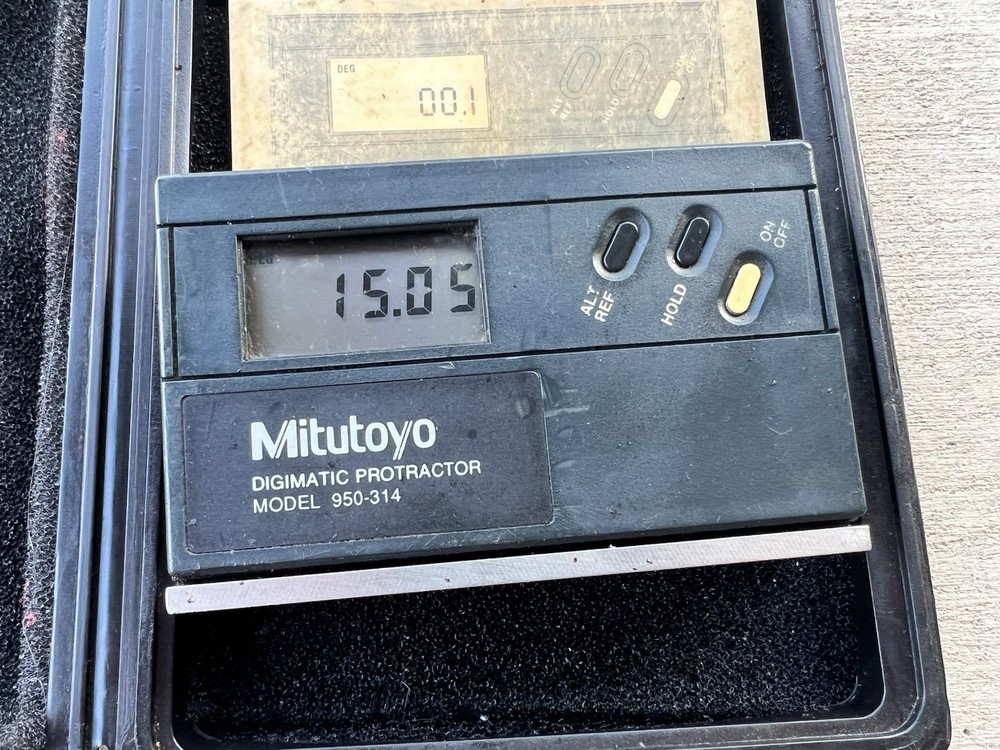 DEG
00.1
ALT
REF
HOLD
ON
OFF
DEG
15.05
ALT
REF
HOLD
ON
OFF
Mitutoyo
DIGIMATIC PROTRACTOR
MODEL 950-314